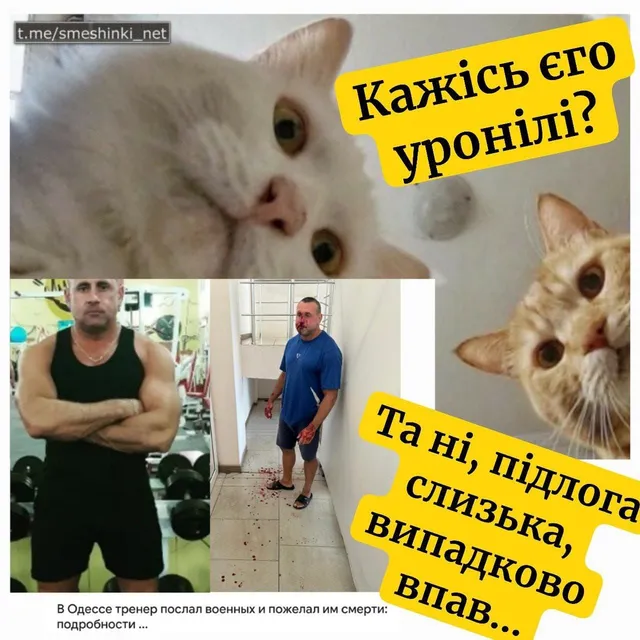 t.me/smeshinki_net
Кажісь єго
уронілі?
Та ні, підлога
слизька,
випадково
впав...
В Одессе тренер послал военных и пожелал им смерти:
подробности ...